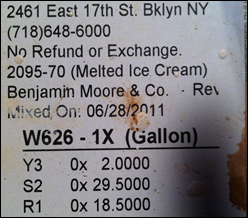 2461 East 17th St. Bklyn NY
(718)648-6000
No Refund or Exchange.
2095-70 (Melted Ice Cream)
Benjamin Moore & Co. Rev
Mixed On: 06/28/2011
W626 - 1X (Gallon)
Y3 0x 2.0000
S2 0x 29.5000
R1 0x 18.5000